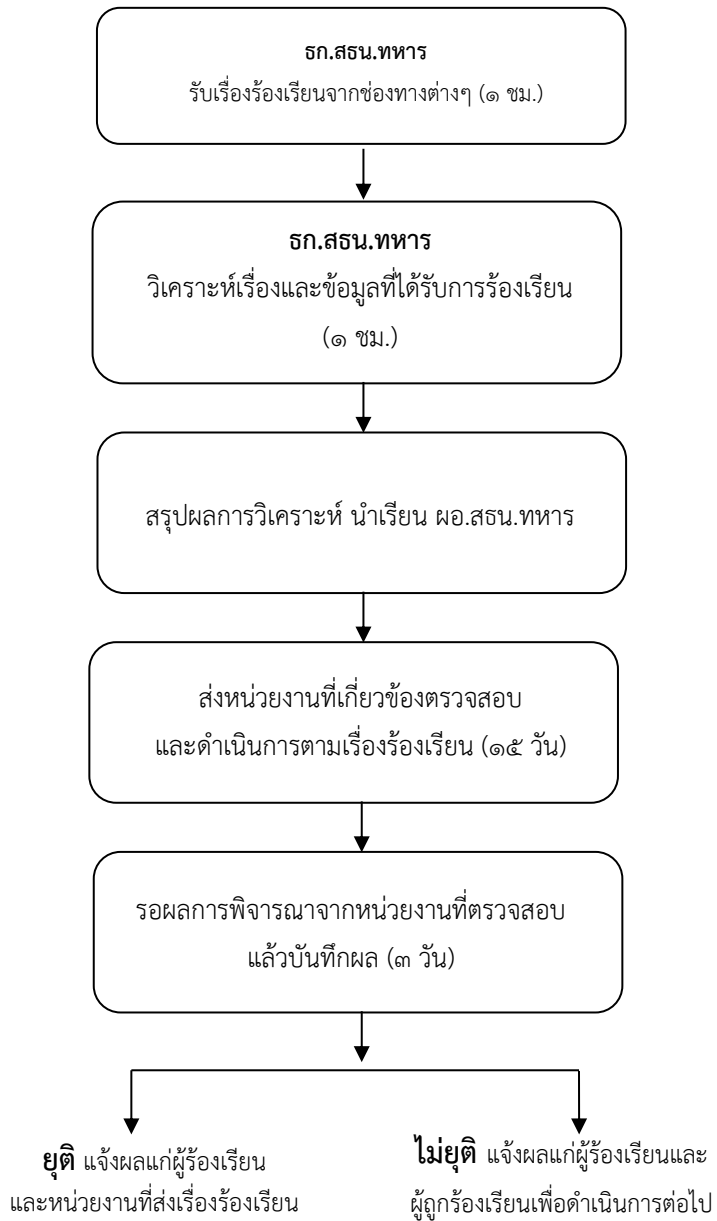 ธก.สธน.ทหาร
รับเรื่องร้องเรียนจากช่องทางต่างๆ (๑ ชม.)
ธก.สธน.ทหาร
วิเคราะห์เรื่องและข้อมูลที่ได้รับการร้องเรียน
(๑ ชม.)
สรุปผลการวิเคราะห์ นำเรียน ผอ.สธน.ทหาร
ส่งหน่วยงานที่เกี่ยวข้องตรวจสอบ
และดำเนินการตามเรื่องร้องเรียน (๑๕ วัน)
รอผลการพิจารณาจากหน่วยงานที่ตรวจสอบ
แล้วบันทึกผล (๓ วัน)
ยุติ แจ้งผลแก่ผู้ร้องเรียน
และหน่วยงานที่ส่งเรื่องร้องเรียน
ไม่ยุติ แจ้งผลแก่ผู้ร้องเรียนและ
ผู้ถูกร้องเรียนเพื่อดำเนินการต่อไป